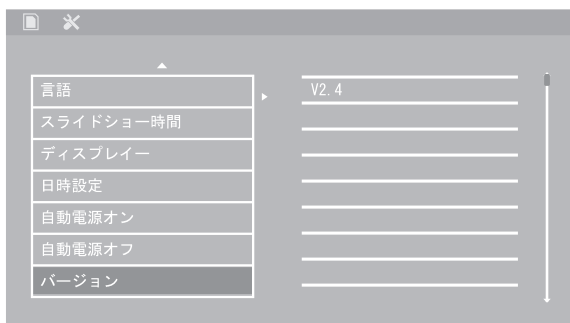 言語
V2.4
スライドショー時間
ディスプレイー
日時設定
自動電源オン
自動電源オフ
バージョン